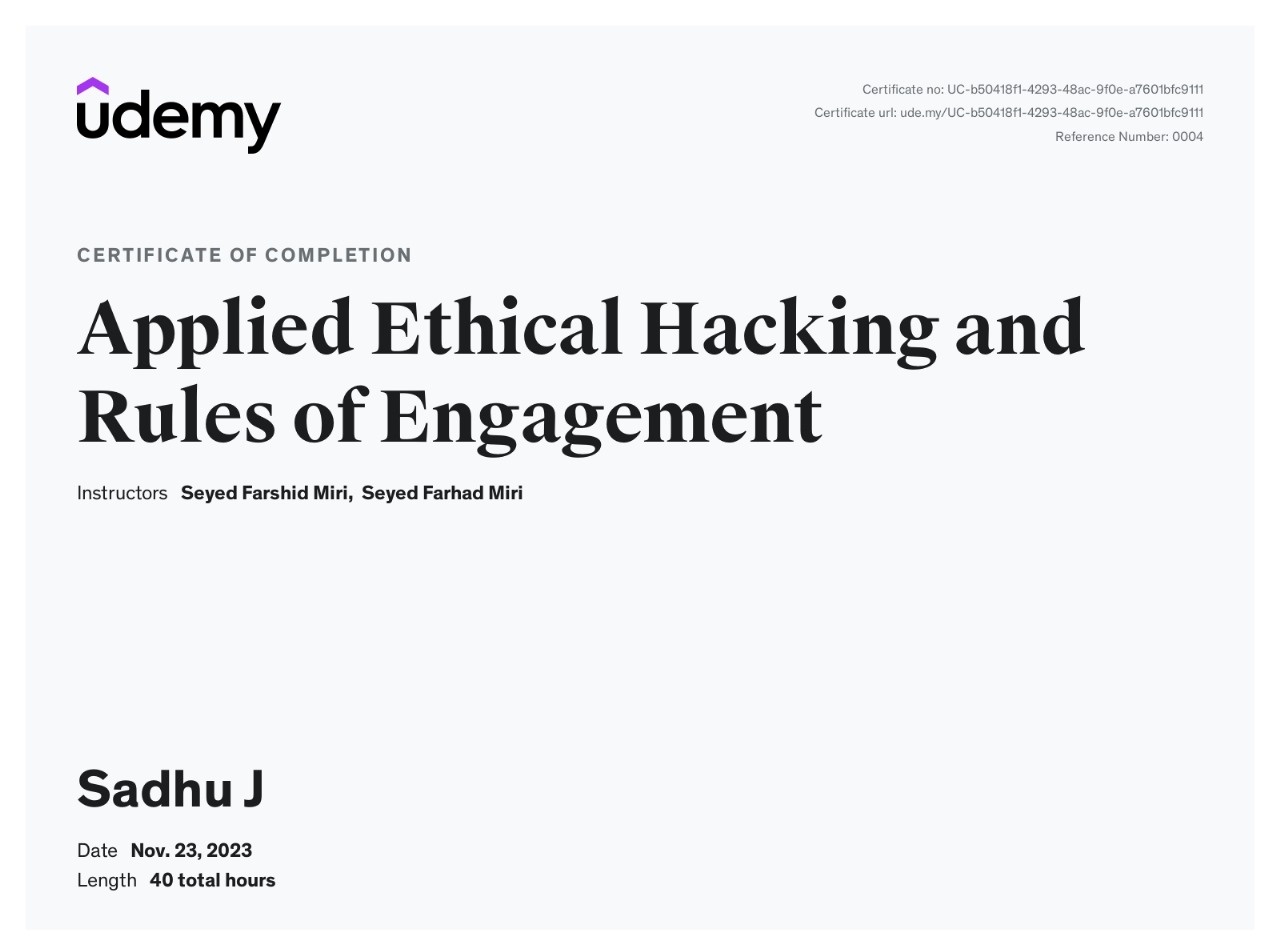 udemy
Certificate no: UC-b50418f1-4293-48ac-9f0e-a7601bfc9111
Certificate url: ude.my/UC-b50418f1-4293-48ac-9f0e-a7601bfc9111
Reference Number: 0004
CERTIFICATE OF COMPLETION
Applied Ethical Hacking and
Rules of Engagement
Instructors Seyed Farshid Miri, Seyed Farhad Miri
Sadhu J
Date Nov. 23, 2023
Length 40 total hours